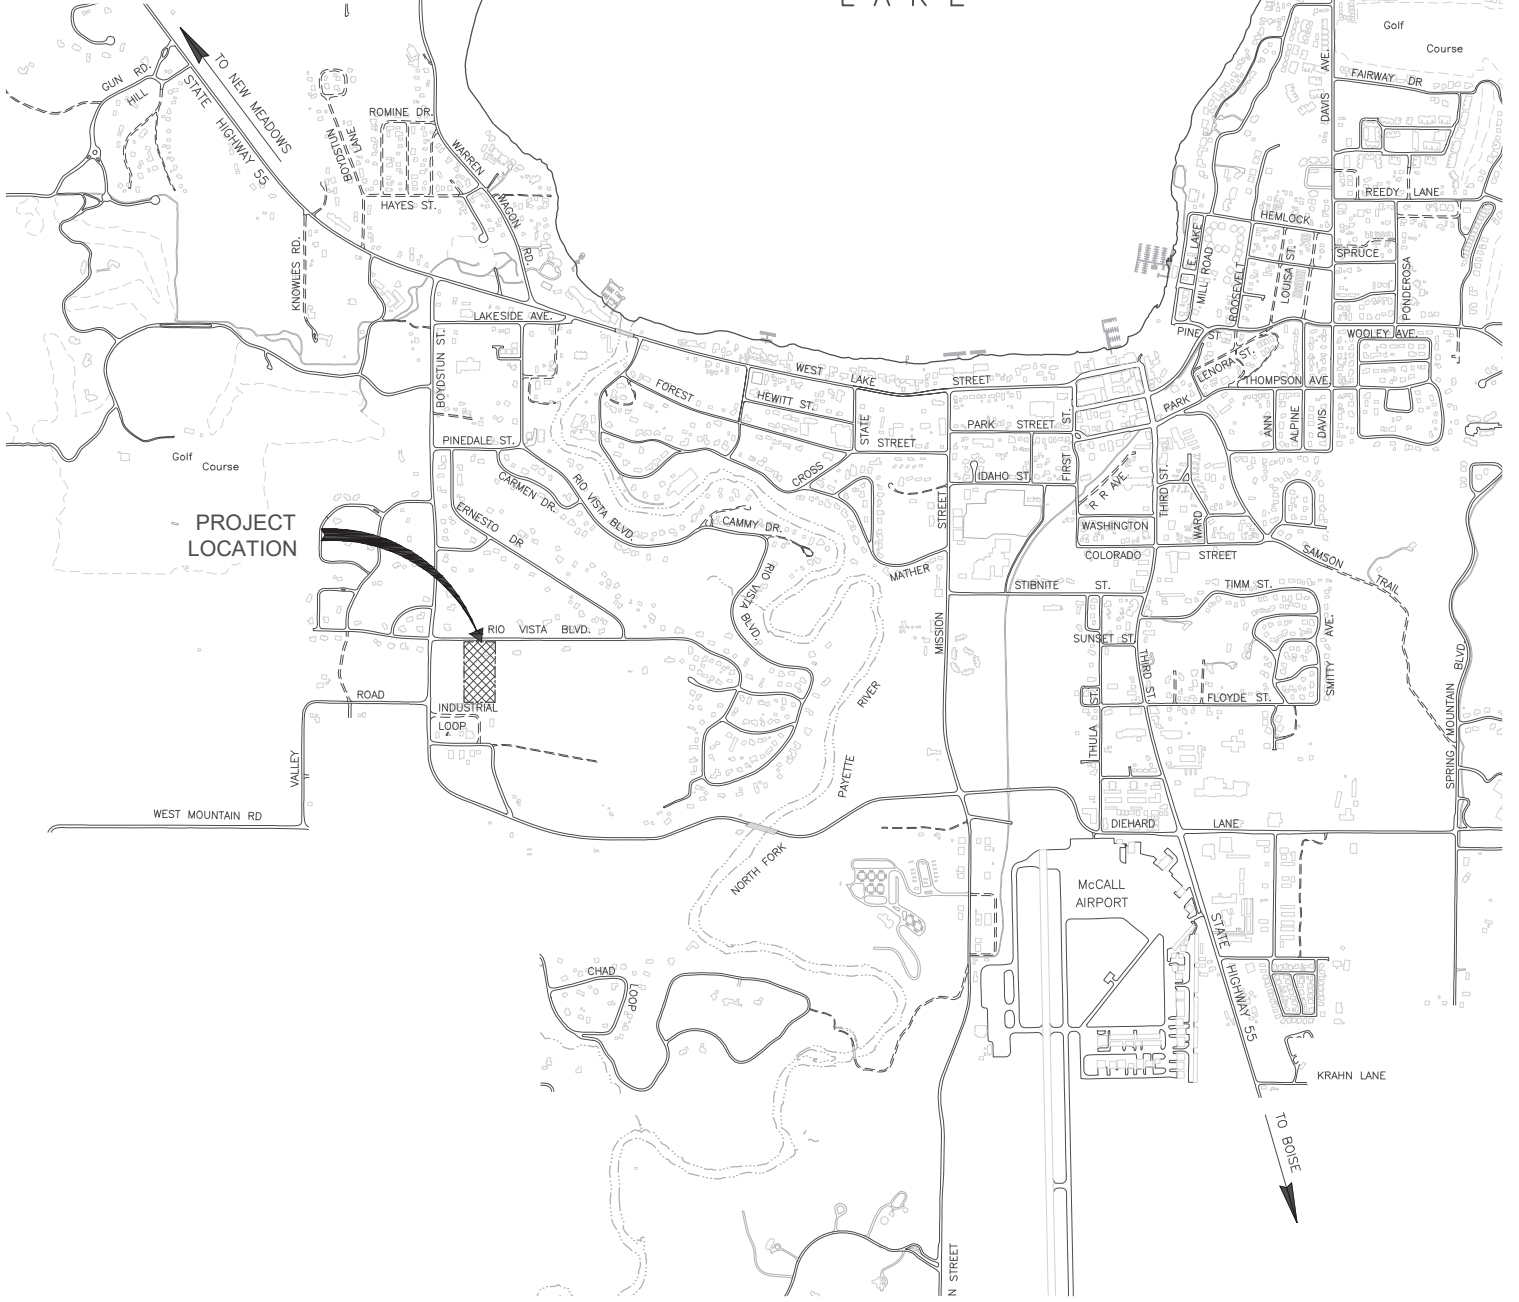 LAKE
Golf
Course
TO NEW MEADOWS
GUN RD.
HILL
STATE
HIGHWAY 55
BOYDSTUN
LANE
ROMINE DR.
WARREN
WAGON
RD.
HAYES ST.
KNOWLES RD.
DAVIS
AVE.
FAIRWAY DR
REEDY LANE
HEMLOCK
SPRUCE
E. LAKE
MILL ROAD
ROOSEVELT
LOUISA ST.
PONDEROSA
LAKESIDE AVE.
BOYDSTUN ST.
PINE ST
WOOLEY AVE.
LENORA ST.
THOMPSON AVE.
WEST LAKE STREET
FOREST
HEWITT ST.
STATE
STREET
PARK STREET
ST.
FIRST
PARK
ANN
ALPINE
DAVIS
PINEDALE ST.
Golf
Course
CARMEN DR.
RIO VISTA BLVD.
CROSS
IDAHO ST.
R R AVE.
THIRD ST.
WARD
ERNESTO DR
CAMMY DR.
STREET
WASHINGTON
COLORADO STREET
PROJECT
LOCATION
MATHER
SAMSON
TRAIL
RIO VISTA
BLVD.
STIBNITE ST.
TIMM ST.
RIO VISTA BLVD.
MISSION
SUNSET ST.
THIRD ST.
SMITTY
AVE.
SPRING MOUNTAIN BLVD.
ROAD
INDUSTRIAL
LOOP
RIVER
ST.
FLOYDE ST.
THULA
VALLEY
PAYETTE
WEST MOUNTAIN RD
DIEHARD LANE
NORTH FORK
McCALL
AIRPORT
STATE
HIGHWAY 55
CHAD
LOOP
KRAHN LANE
TO BOISE
N STREET